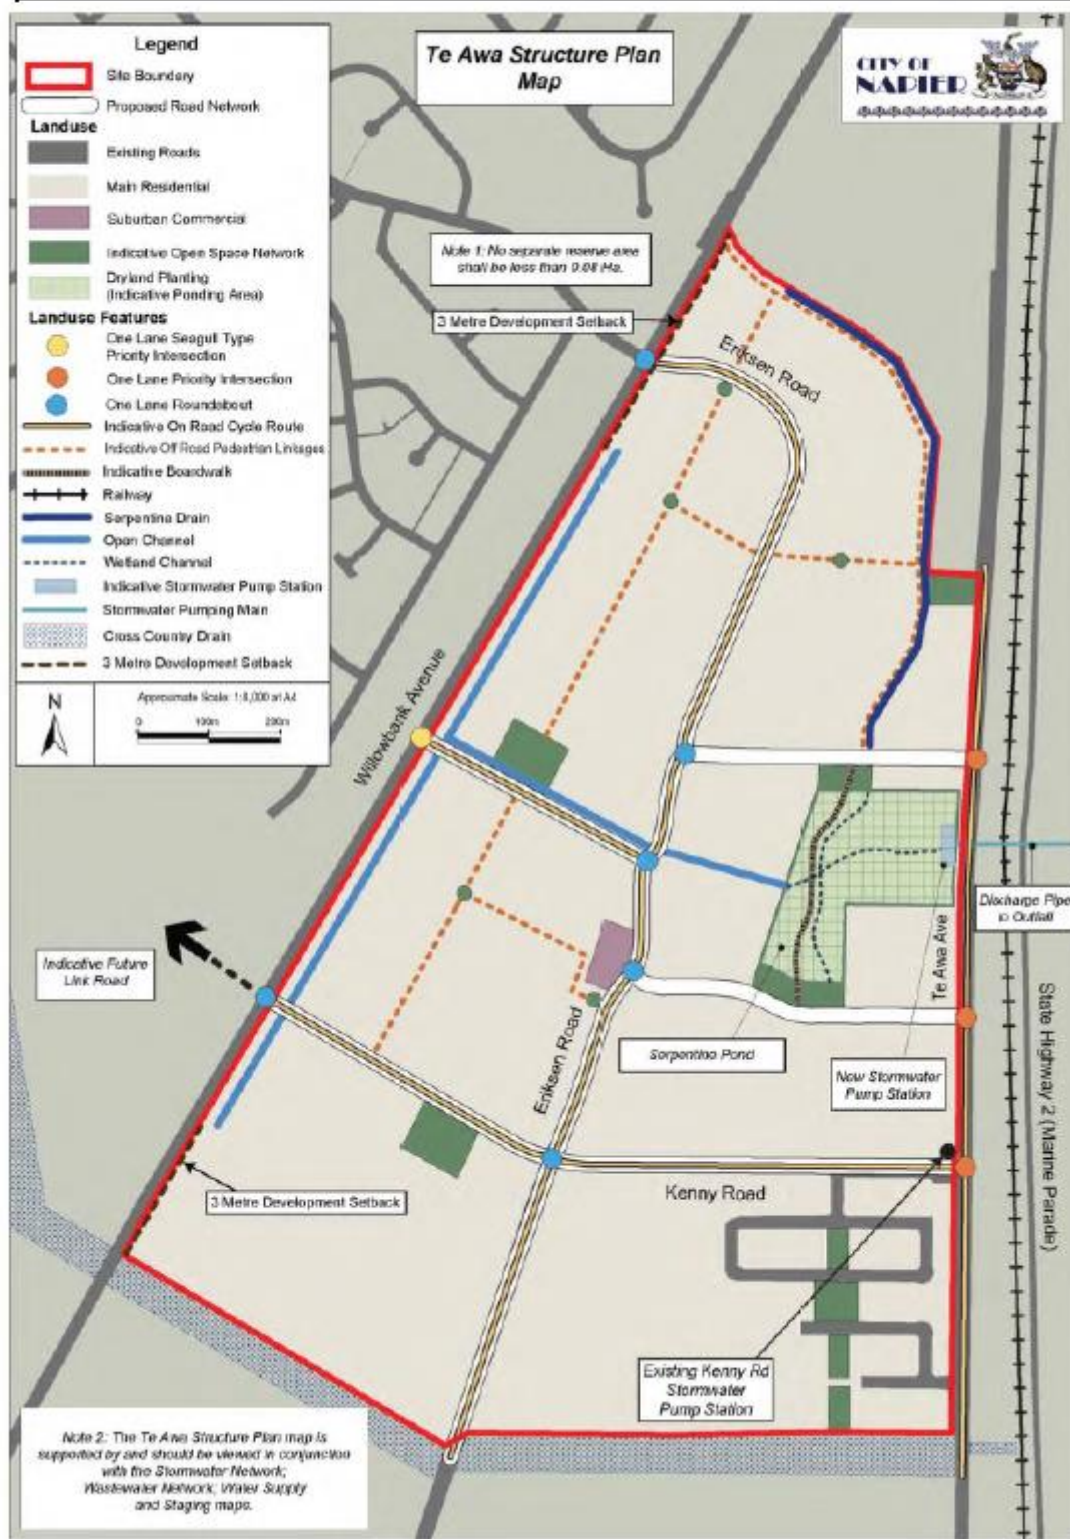 Te Awa Structure Plan
Map
CITY OF
NAPIER
Legend
Site Boundary
Proposed Road Network
Landuse
Existing Roads
Main Residential
Suburban Commercial
Indicative Open Space Network
Dryland Planting
(Indicative Ponding Area)
Landuse Features
One Lane Seagull Type
Priority Intersection
One Lane Priority Intersection
One Lane Roundabout
Indicative On Road Cycle Route
Indicative Off Road Pedestrian Linkages
Indicative Boardwalk
Railway
Serpentine Drain
Open Channel
Wetland Channel
Indicative Stormwater Pump Station
Stormwater Pumping Main
Cross Country Drain
3 Metre Development Setback
N
Approximate Scale: 1:8,000 at A4
0 100m 200m
Note 1: No separate reserve area
shall be less than 0.08 Ha.
3 Metre Development Setback
Eriksen Road
Willowbank Avenue
Discharge Pipe
to Outfall
Te Awa Ave
Indicative Future
Link Road
State Highway 2 (Marine Parade)
Eriksen Road
Serpentine Pond
New Stormwater
Pump Station
3 Metre Development Setback
Kenny Road
Existing Kenny Rd
Stormwater
Pump Station
Note 2: The Te Awa Structure Plan map is
supported by and should be viewed in conjunction
with the Stormwater Network;
Wastewater Network; Water Supply
and Staging maps.